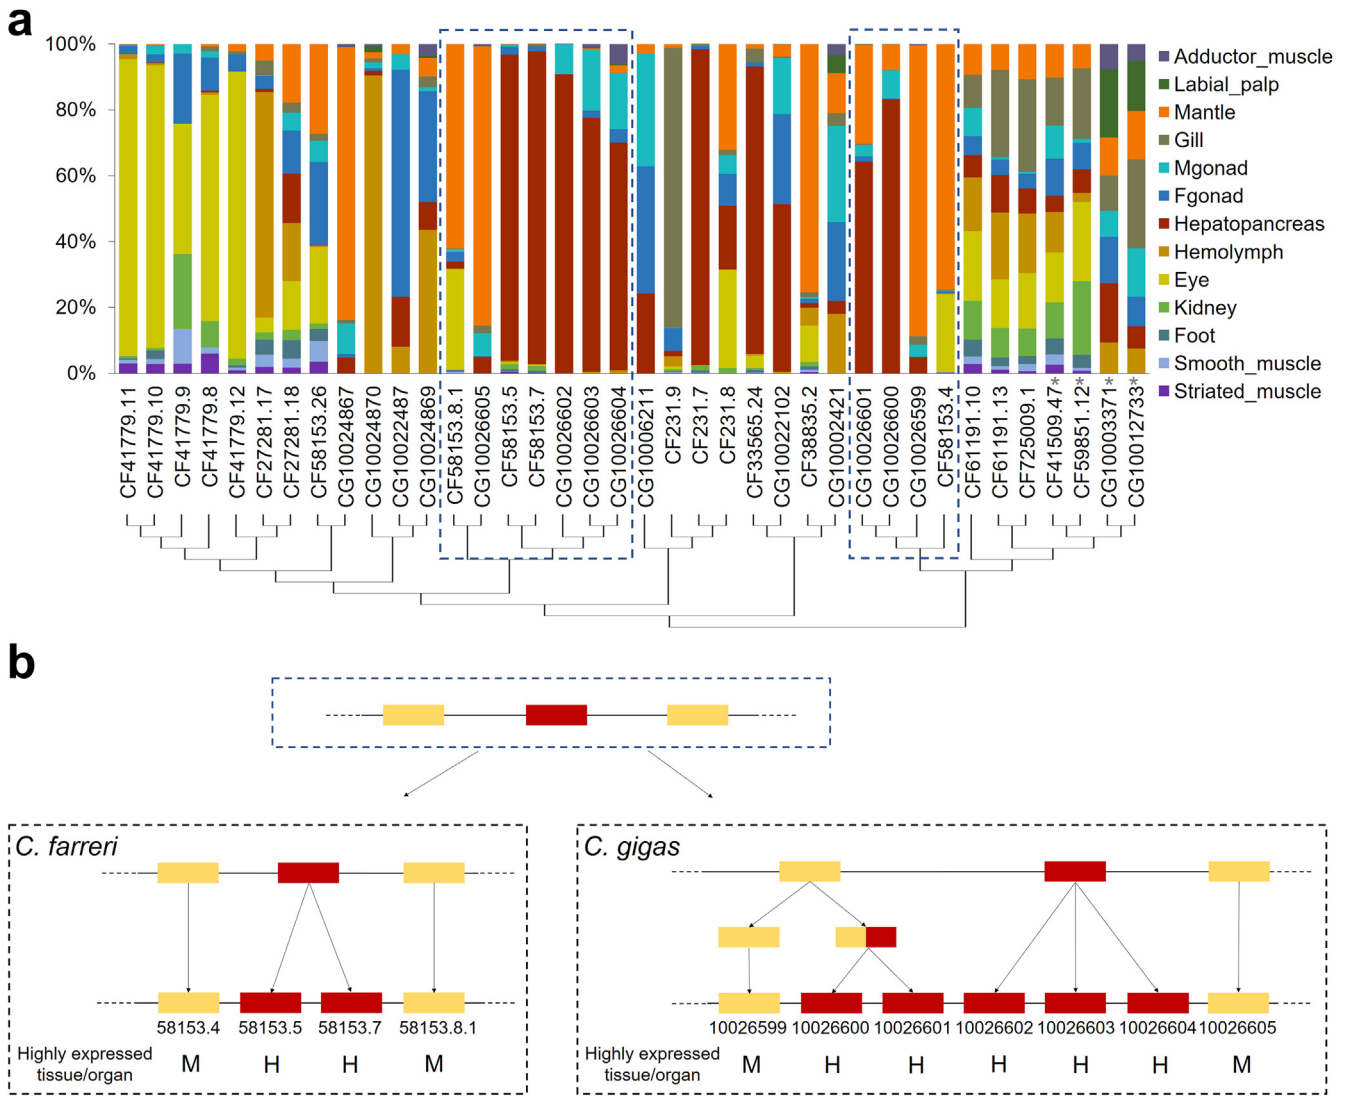 a
100%
80%
60%
40%
20%
0%
Adductor_muscle
Labial_palp
Mantle
Gill
Mgonad
Fgonad
Hepatopancreas
Hemolymph
Eye
Kidney
Foot
Smooth_muscle
Striated_muscle
CF41779.11
CF41779.10
CF41779.9
CF41779.8
CF41779.12
CF27281.17
CF27281.18
CF58153.26
CG10024867
CG10024870
CG10022487
CG10024869
CF58153.8.1
CG10026605
CF58153.5
CF58153.7
CG10026602
CG10026603
CG10026604
CG10006211
CF231.9
CF231.7
CF231.8
CF33565.24
CG10022102
CF38835.2
CG10002421
CG10026601
CG10026600
CG10026599
CF58153.4
CF61191.10
CF61191.13
CF725009.1
CF41509.47*
CF59851.12*
CG10003371*
CG10012733*
b
C. farreri
58153.4 58153.5 58153.7 58153.8.1
Highly expressed
tissue/organ
M H H M
C. gigas
10026599 10026600 10026601 10026602 10026603 10026604 10026605
Highly expressed
tissue/organ
M H H H H H M